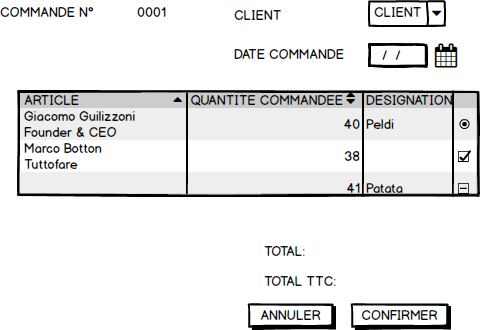 COMMANDE N° 0001 CLIENT CLIENT
DATE COMMANDE / /
ARTICLE QUANTITE COMMANDEE DESIGNATION
Giacomo Guilizzoni
Founder & CEO 40 Peldi
Marco Botton
Tuttofare 38
41 Patata
TOTAL:
TOTAL TTC:
ANNULER CONFIRMER